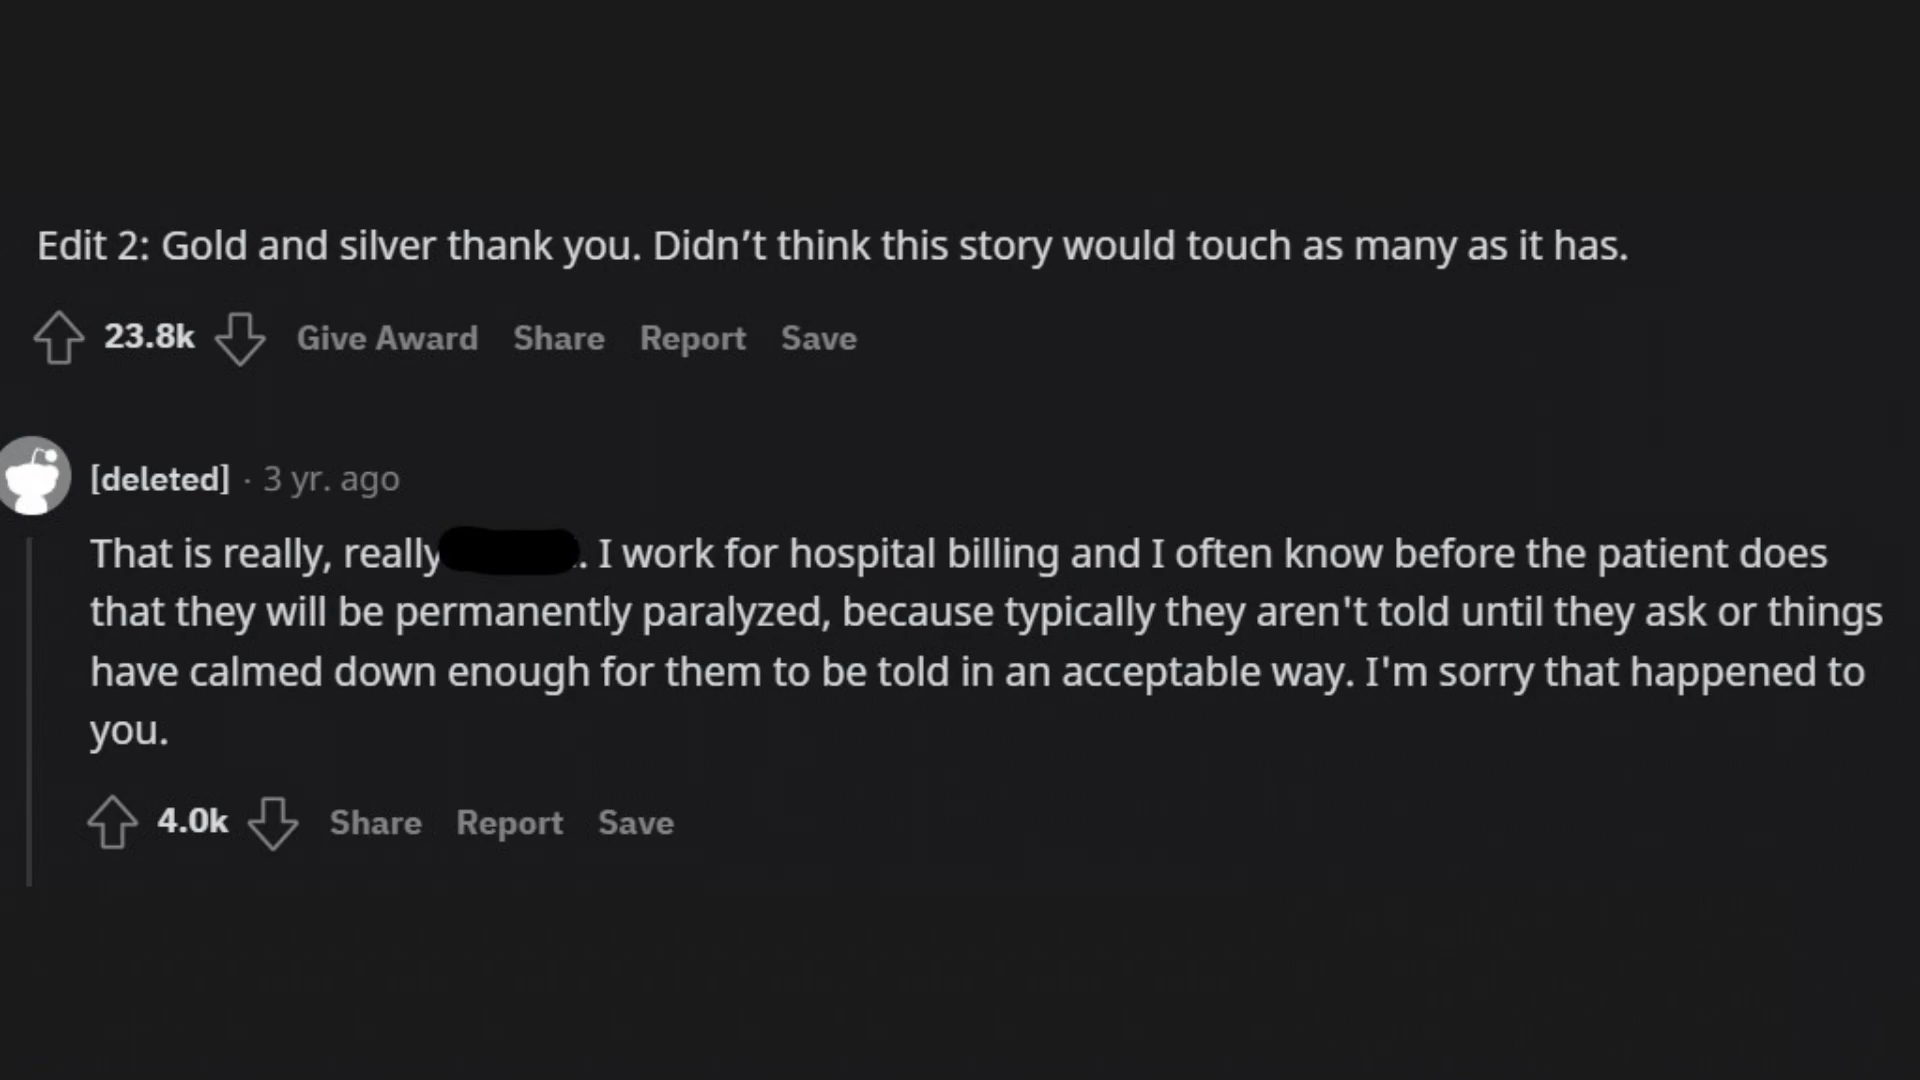 Edit 2: Gold and silver thank you. Didn’t think this story would touch as many as it has.
23.8k Give Award Share Report Save
[deleted] · 3 yr. ago
That is really, really . I work for hospital billing and I often know before the patient does
that they will be permanently paralyzed, because typically they aren't told until they ask or things
have calmed down enough for them to be told in an acceptable way. I'm sorry that happened to
you.
4.0k Share Report Save